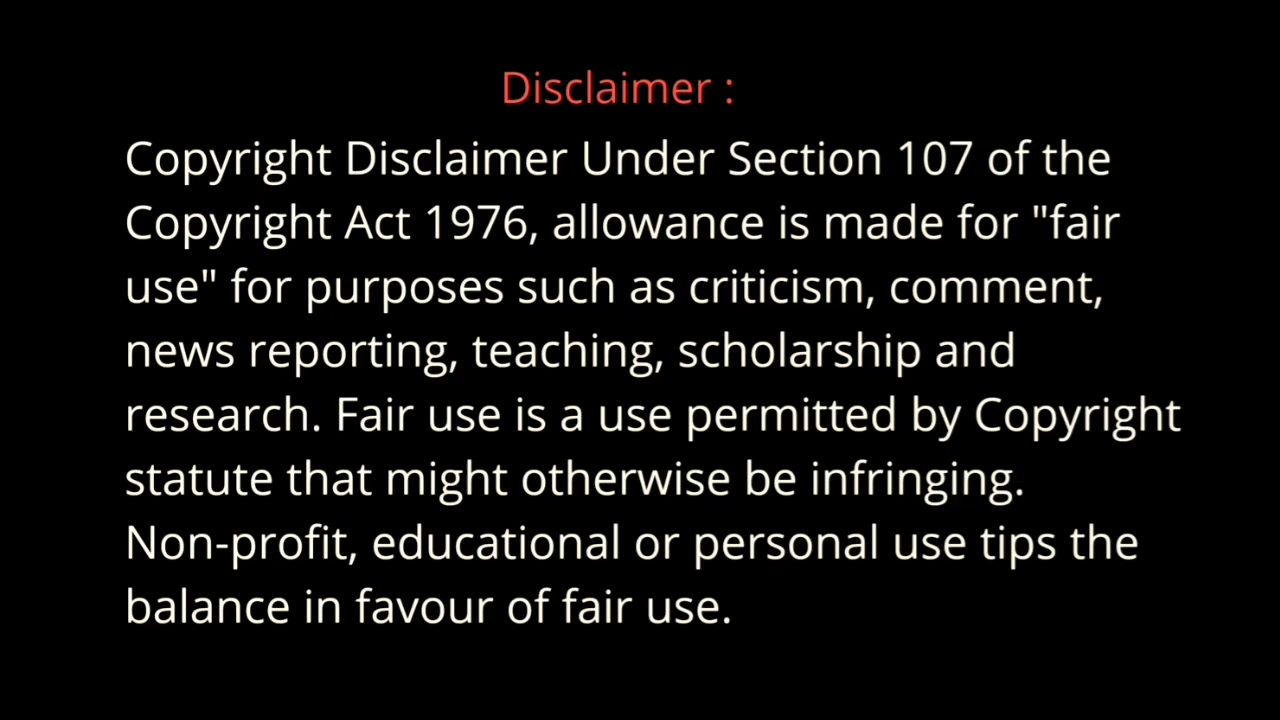 Disclaimer :
Copyright Disclaimer Under Section 107 of the
Copyright Act 1976, allowance is made for "fair
use" for purposes such as criticism, comment,
news reporting, teaching, scholarship and
research. Fair use is a use permitted by Copyright
statute that might otherwise be infringing.
Non-profit, educational or personal use tips the
balance in favour of fair use.